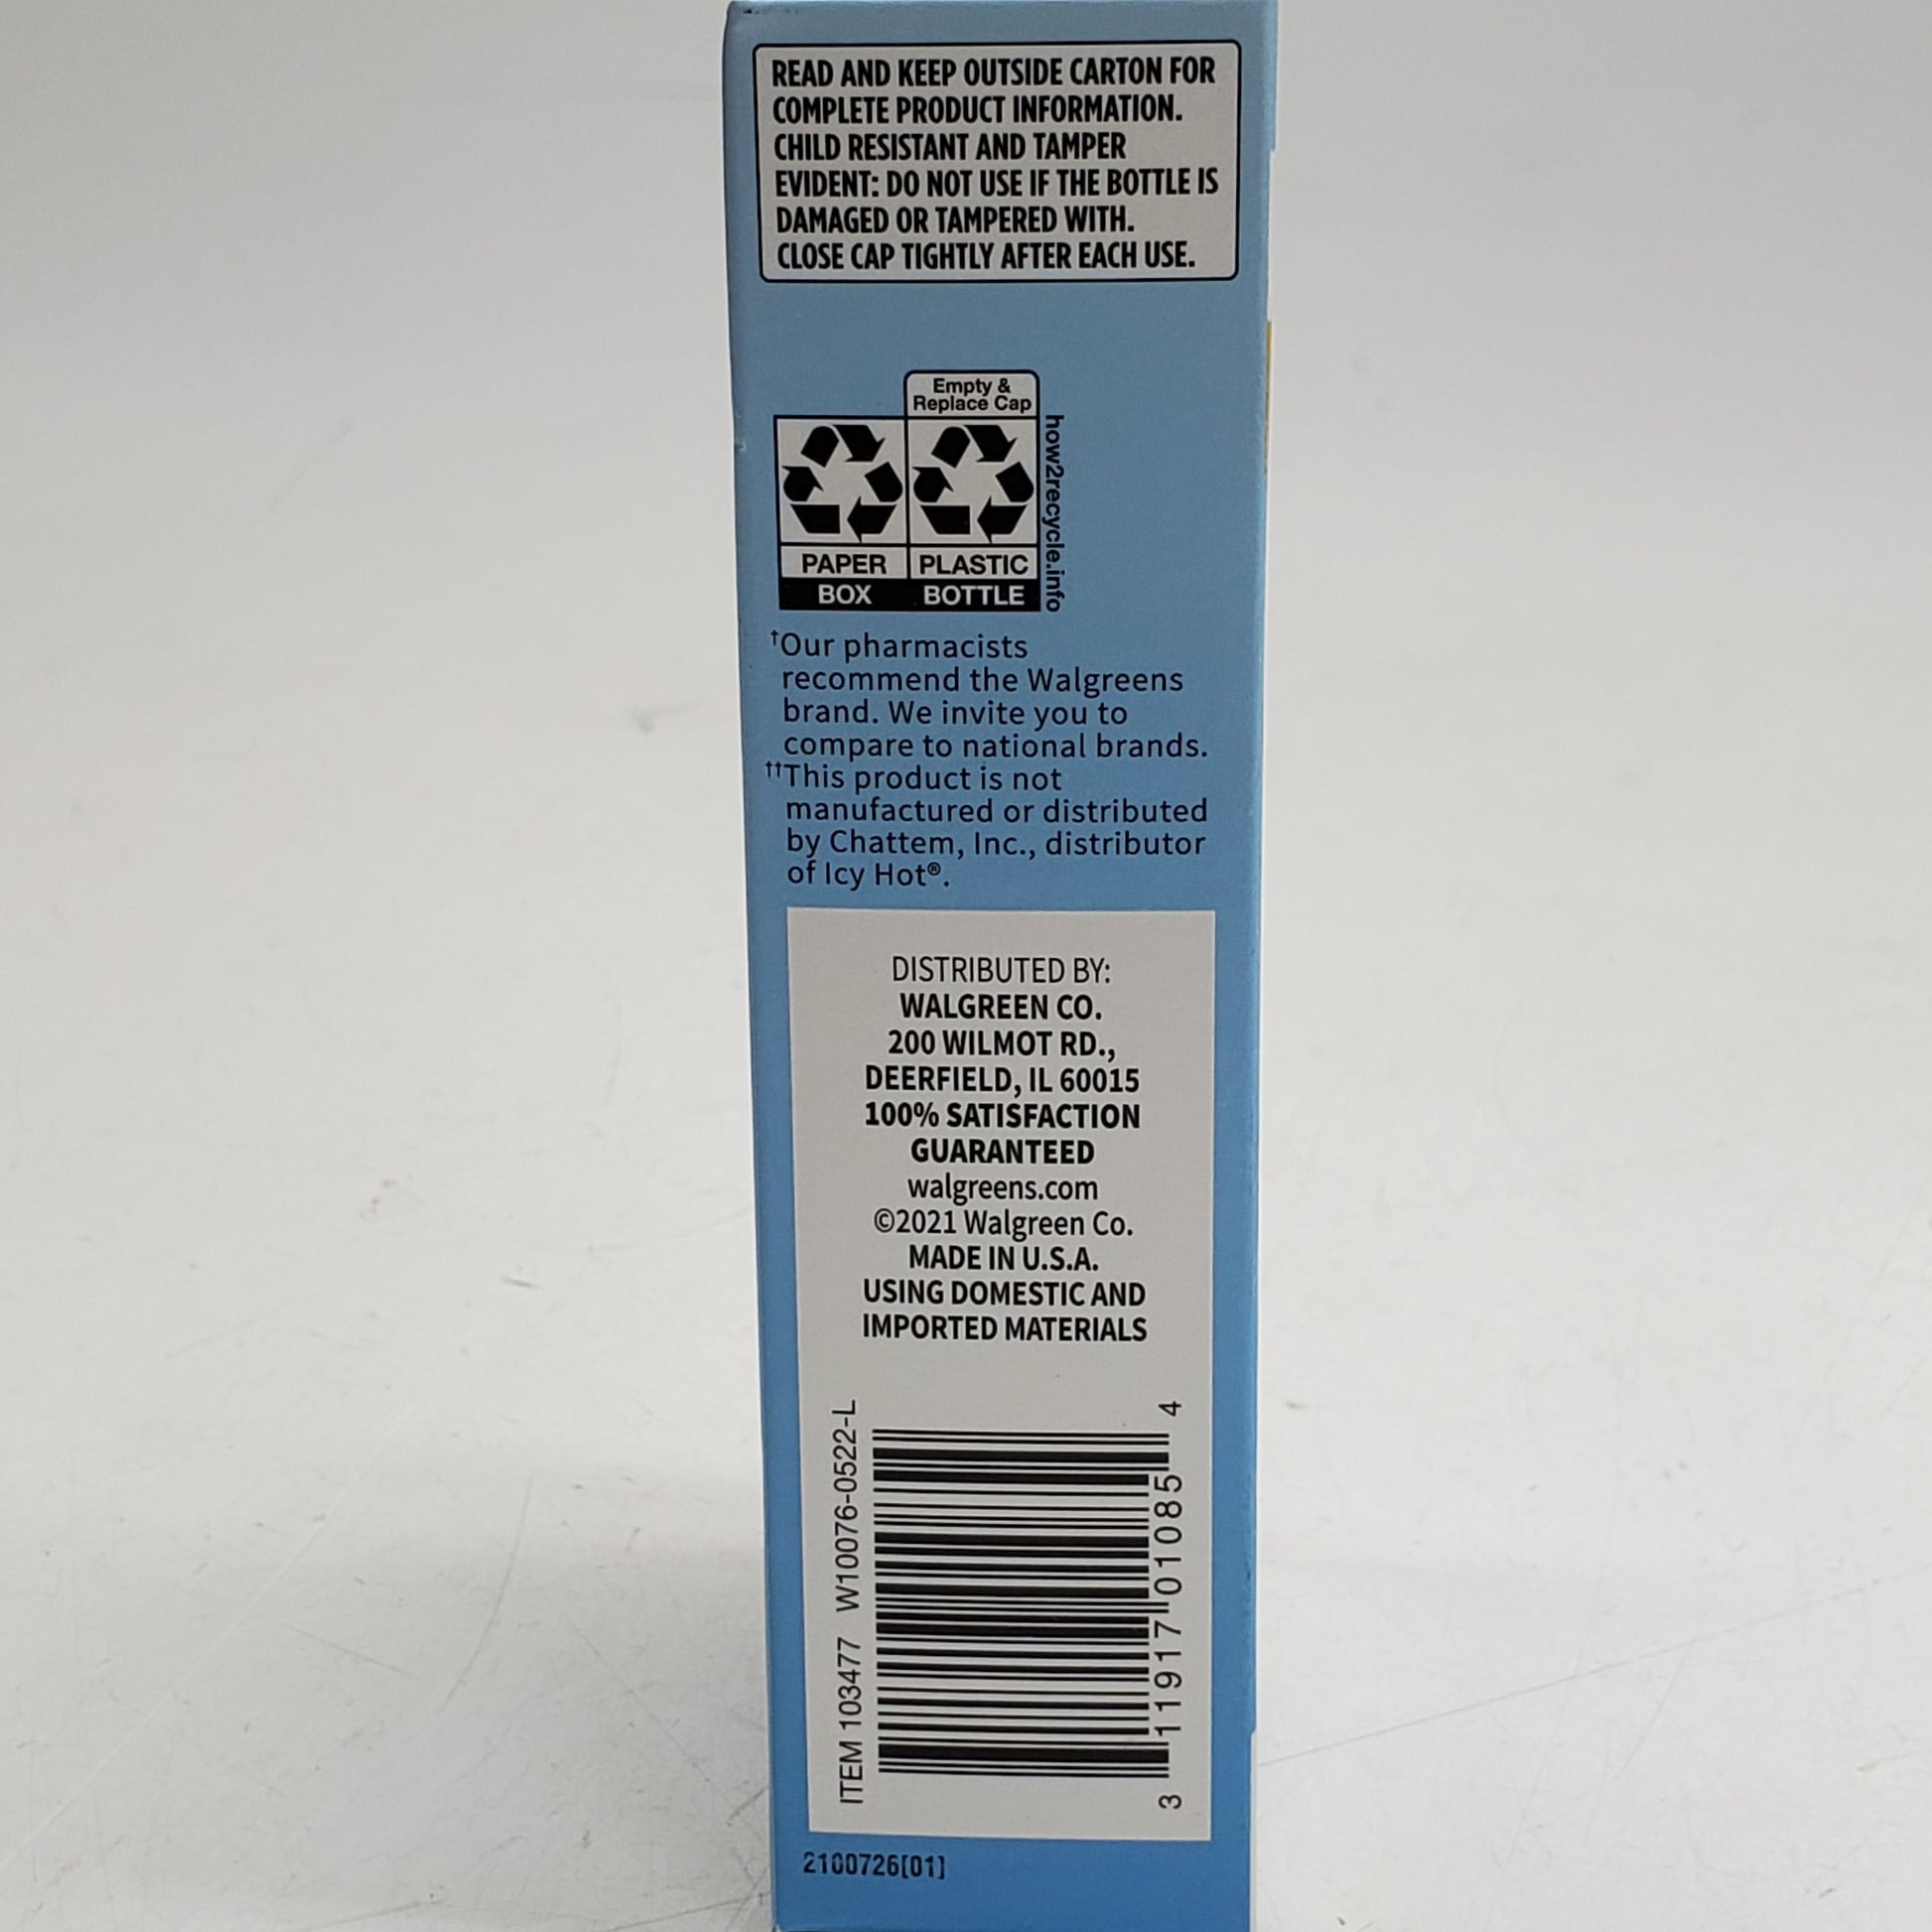 READ AND KEEP OUTSIDE CARTON FOR
COMPLETE PRODUCT INFORMATION.
CHILD RESISTANT AND TAMPER
EVIDENT: DO NOT USE IF THE BOTTLE IS
DAMAGED OR TAMPERED WITH.
CLOSE CAP TIGHTLY AFTER EACH USE.
Empty &
Replace Cap
PAPER
BOX
PLASTIC
BOTTLE
how2recycle.info
†Our pharmacists
recommend the Walgreens
brand. We invite you to
compare to national brands.
††This product is not
manufactured or distributed
by Chattem, Inc., distributor
of Icy Hot®.
DISTRIBUTED BY:
WALGREEN CO.
200 WILMOT RD.,
DEERFIELD, IL 60015
100% SATISFACTION
GUARANTEED
walgreens.com
©2021 Walgreen Co.
MADE IN U.S.A.
USING DOMESTIC AND
IMPORTED MATERIALS
ITEM 103477 W10076-0522-L
3 11917 01085 4
2100726[01]